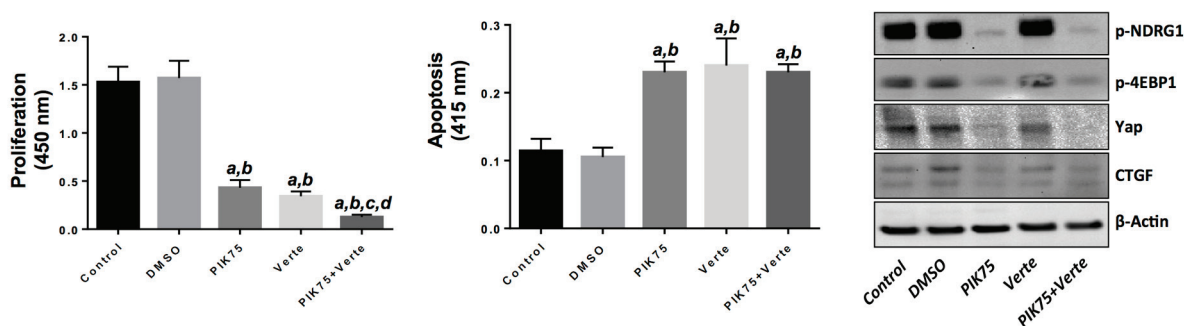 Proliferation
(450 nm)
2.0
1.5
1.0
0.5
0.0
a,b
a,b
a,b,c,d
Control
DMSO
PIK75
Verte
PIK75+Verte
Apoptosis
(415 nm)
0.3
0.2
0.1
0.0
a,b
a,b
a,b
Control
DMSO
PIK75
Verte
PIK75+Verte
p-NDRG1
p-4EBP1
Yap
CTGF
β-Actin
Control
DMSO
PIK75
Verte
PIK75+Verte